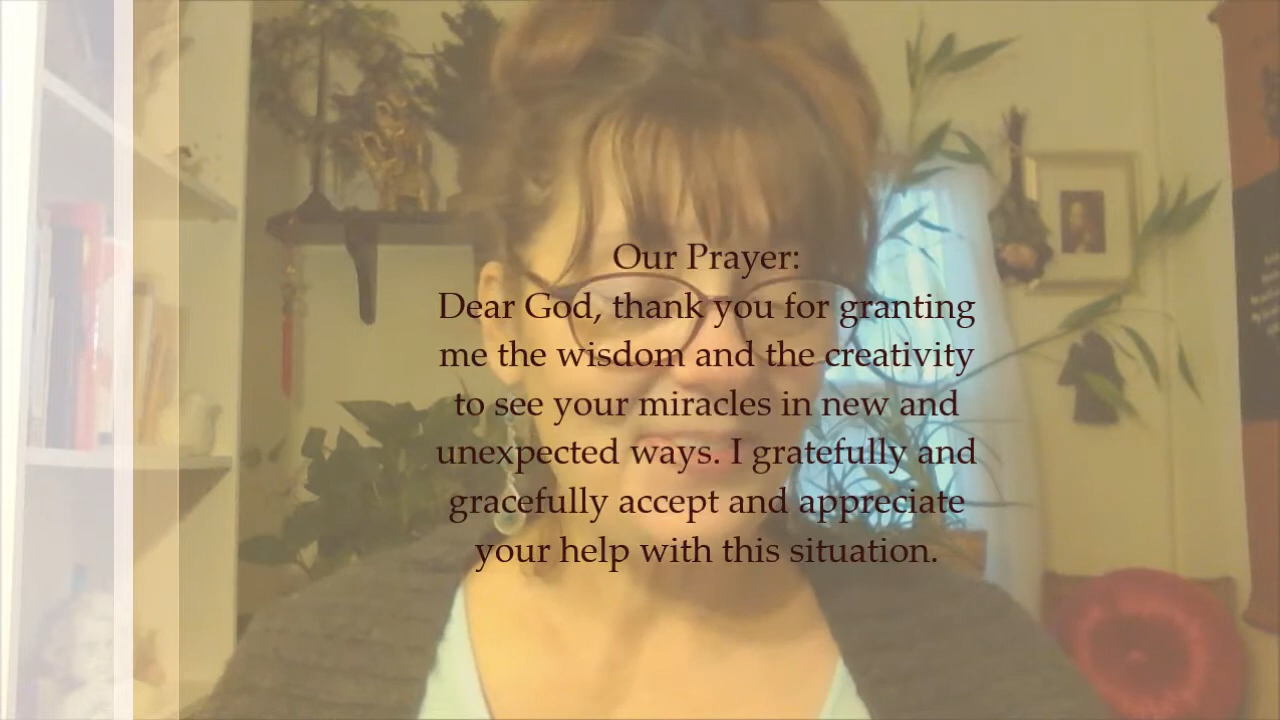 Our Prayer:
Dear God, thank you for granting
me the wisdom and the creativity
to see your miracles in new and
unexpected ways. I gratefully and
gracefully accept and appreciate
your help with this situation.